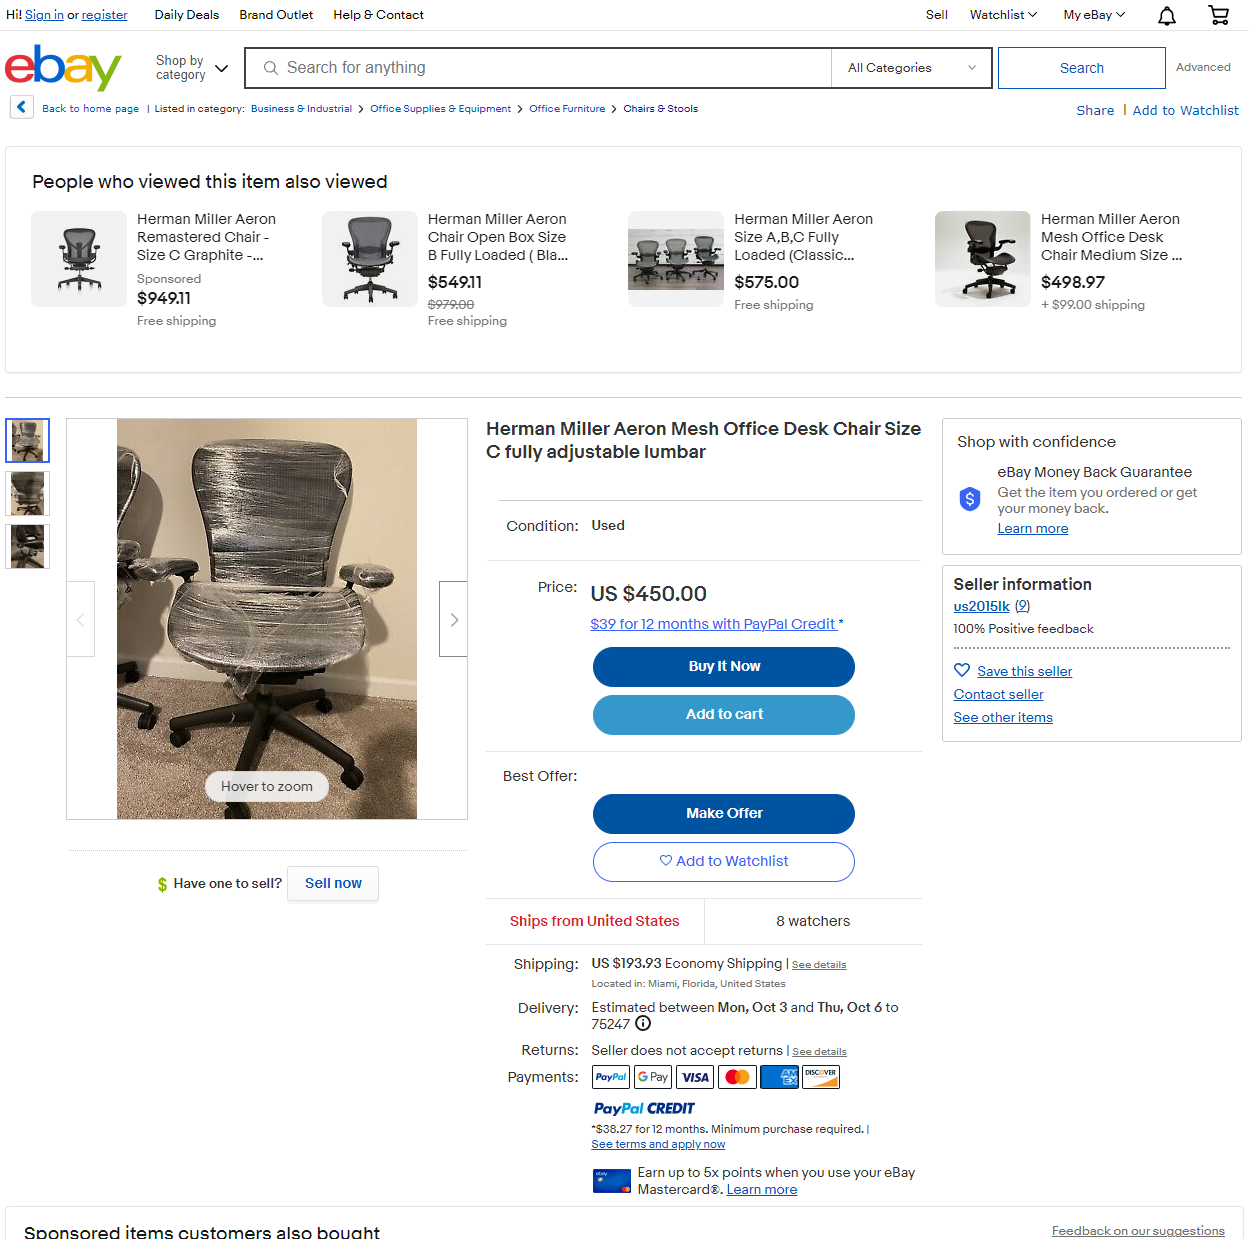 Hi! Sign in or register
Daily Deals
Brand Outlet
Help & Contact
Sell
Watchlist
My eBay
ebay
Shop by
category
Search for anything
All Categories
Search
Advanced
Back to home page | Listed in category: Business & Industrial > Office Supplies & Equipment > Office Furniture > Chairs & Stools
Share | Add to Watchlist
People who viewed this item also viewed
Herman Miller Aeron
Remastered Chair -
Size C Graphite -...
Sponsored
$949.11
Free shipping
Herman Miller Aeron
Chair Open Box Size
B Fully Loaded ( Bla...
$549.11
$979.00
Free shipping
Herman Miller Aeron
Size A,B,C Fully
Loaded (Classic...
$575.00
Free shipping
Herman Miller Aeron
Mesh Office Desk
Chair Medium Size ...
$498.97
+ $99.00 shipping
Hover to zoom
$ Have one to sell?
Sell now
Herman Miller Aeron Mesh Office Desk Chair Size
C fully adjustable lumbar
Condition: Used
Price: US $450.00
$39 for 12 months with PayPal Credit *
Buy It Now
Add to cart
Best Offer:
Make Offer
Add to Watchlist
Ships from United States
8 watchers
Shipping: US $193.93 Economy Shipping | See details
Located in: Miami, Florida, United States
Delivery: Estimated between Mon, Oct 3 and Thu, Oct 6 to
75247
Returns: Seller does not accept returns | See details
Payments: PayPal G Pay VISA AMEX DISCOVER
PayPal CREDIT
*$38.27 for 12 months. Minimum purchase required. |
See terms and apply now
ebay
Earn up to 5x points when you use your eBay
Mastercard®. Learn more
Shop with confidence
eBay Money Back Guarantee
Get the item you ordered or get
your money back.
Learn more
Seller information
us2015lk (9)
100% Positive feedback
Save this seller
Contact seller
See other items
Sponsored items customers also bought
Feedback on our suggestions